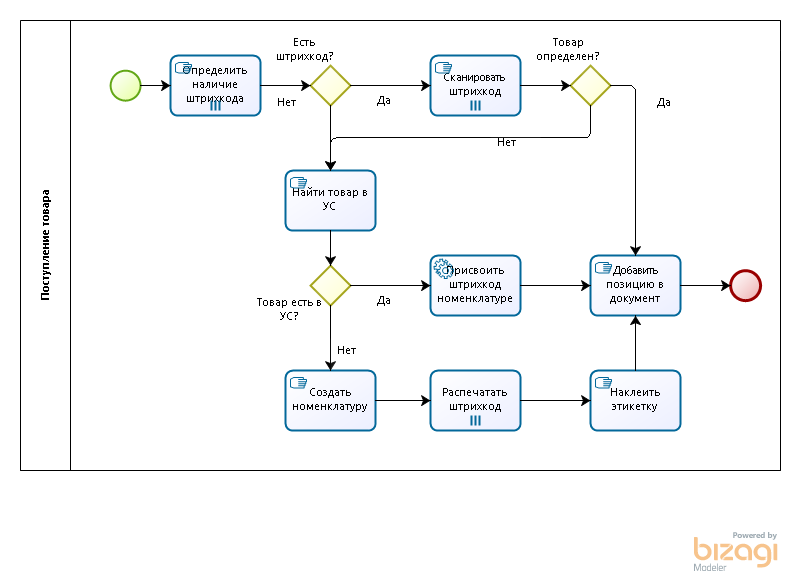 Поступление товара
Есть
штрихкод?
Товар
определен?
Определить
наличие
штрихкода
Нет
Да
Сканировать
штрихкод
Да
Нет
Найти товар в
УС
Товар есть в
УС?
Да
Присвоить
штрихкод
номенклатуре
Добавить
позицию в
документ
Нет
Создать
номенклатуру
Распечатать
штрихкод
Наклеить
этикетку
Powered by
bizagi
Modeler